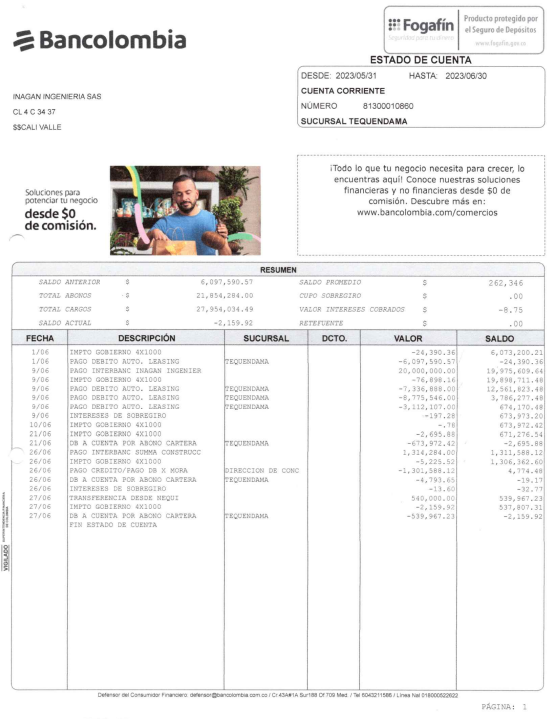 Bancolombia
Fogafín
Seguridad para tu dinero
Producto protegido por
el Seguro de Depósitos
www.fogafin.gov.co
ESTADO DE CUENTA
DESDE: 2023/05/31 HASTA: 2023/06/30
CUENTA CORRIENTE
NÚMERO 81300010860
SUCURSAL TEQUENDAMA
INAGAN INGENIERIA SAS
CL 4 C 34 37
$$CALI VALLE
Soluciones para
potenciar tu negocio
desde $0
de comisión.
¡Todo lo que tu negocio necesita para crecer, lo
encuentras aquí! Conoce nuestras soluciones
financieras y no financieras desde $0 de
comisión. Descubre más en:
www.bancolombia.com/comercios
RESUMEN
SALDO ANTERIOR $ 6,097,590.57 SALDO PROMEDIO $ 262,346
TOTAL ABONOS $ 21,854,284.00 CUPO SOBREGIRO $ .00
TOTAL CARGOS $ 27,954,034.49 VALOR INTERESES COBRADOS $ -8.75
SALDO ACTUAL $ -2,159.92 RETEFUENTE $ .00
FECHA DESCRIPCIÓN SUCURSAL DCTO. VALOR SALDO
1/06 IMPTO GOBIERNO 4X1000 -24,390.36 6,073,200.21
1/06 PAGO DEBITO AUTO. LEASING TEQUENDAMA -6,097,590.57 -24,390.36
9/06 PAGO INTERBANC INAGAN INGENIER 20,000,000.00 19,975,609.64
9/06 IMPTO GOBIERNO 4X1000 -76,898.16 19,898,711.48
9/06 PAGO DEBITO AUTO. LEASING TEQUENDAMA -7,336,888.00 12,561,823.48
9/06 PAGO DEBITO AUTO. LEASING TEQUENDAMA -8,775,546.00 3,786,277.48
9/06 PAGO DEBITO AUTO. LEASING TEQUENDAMA -3,112,107.00 674,170.48
9/06 INTERESES DE SOBREGIRO -197.28 673,973.20
10/06 IMPTO GOBIERNO 4X1000 -.78 673,972.42
21/06 IMPTO GOBIERNO 4X1000 -2,695.88 671,276.54
21/06 DB A CUENTA POR ABONO CARTERA TEQUENDAMA -673,972.42 -2,695.88
26/06 PAGO INTERBANC SUMMA CONSTRUCC 1,314,284.00 1,311,588.12
26/06 IMPTO GOBIERNO 4X1000 -5,225.52 1,306,362.60
26/06 PAGO CREDITO/PAGO DB X MORA DIRECCION DE CONC -1,301,588.12 4,774.48
26/06 DB A CUENTA POR ABONO CARTERA TEQUENDAMA -4,793.65 -19.17
26/06 INTERESES DE SOBREGIRO -13.60 -32.77
27/06 TRANSFERENCIA DESDE NEQUI 540,000.00 539,967.23
27/06 IMPTO GOBIERNO 4X1000 -2,159.92 537,807.31
27/06 DB A CUENTA POR ABONO CARTERA TEQUENDAMA -539,967.23 -2,159.92
FIN ESTADO DE CUENTA
VIGILADO
Defensor del Consumidor Financiero: defensor@bancolombia.com.co / Cr 43A#1A Sur188 Of.709 Med. / Tel 6043211586 / Línea Nal 018000522622
PÁGINA: 1